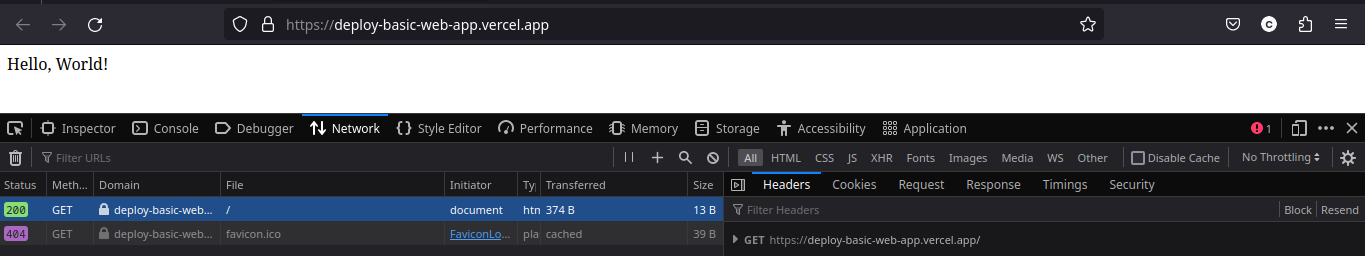 https://deploy-basic-web-app.vercel.app
C
Hello, World!
Inspector Console Debugger Network Style Editor Performance Memory Storage Accessibility Application 1
Filter URLs All HTML CSS JS XHR Fonts Images Media WS Other Disable Cache No Throttling
Status Meth... Domain File Initiator Ty Transferred Size Headers Cookies Request Response Timings Security
200 GET deploy-basic-web... / document htn 374 B 13 B Filter Headers Block Resend
404 GET deploy-basic-web... favicon.ico FaviconLo... pla cached 39 B GET https://deploy-basic-web-app.vercel.app/